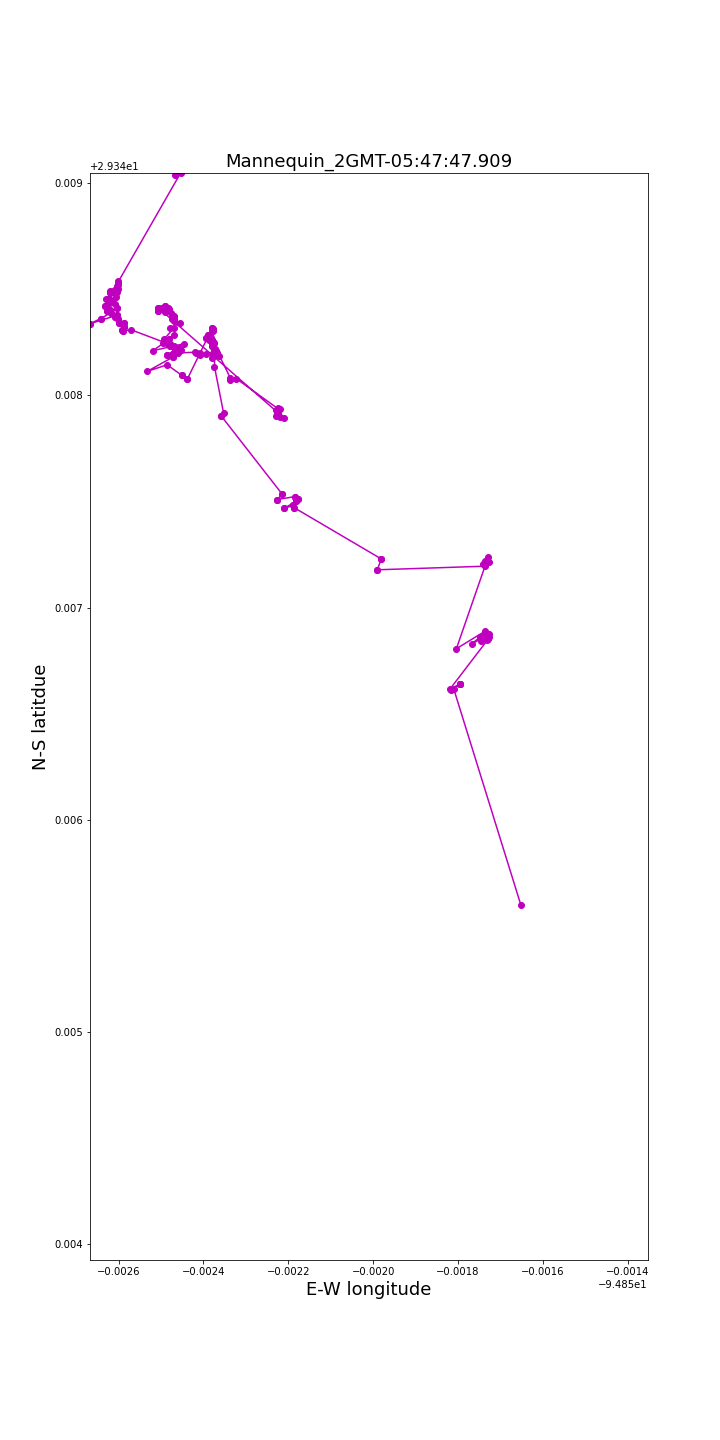 Mannequin_2GMT-05:47:47.909
+2.934e1
0.009
0.008
0.007
0.006
0.005
0.004
N-S latitdue
−0.0026 −0.0024 −0.0022 −0.0020 −0.0018 −0.0016 −0.0014
−9.485e1
E-W longitude